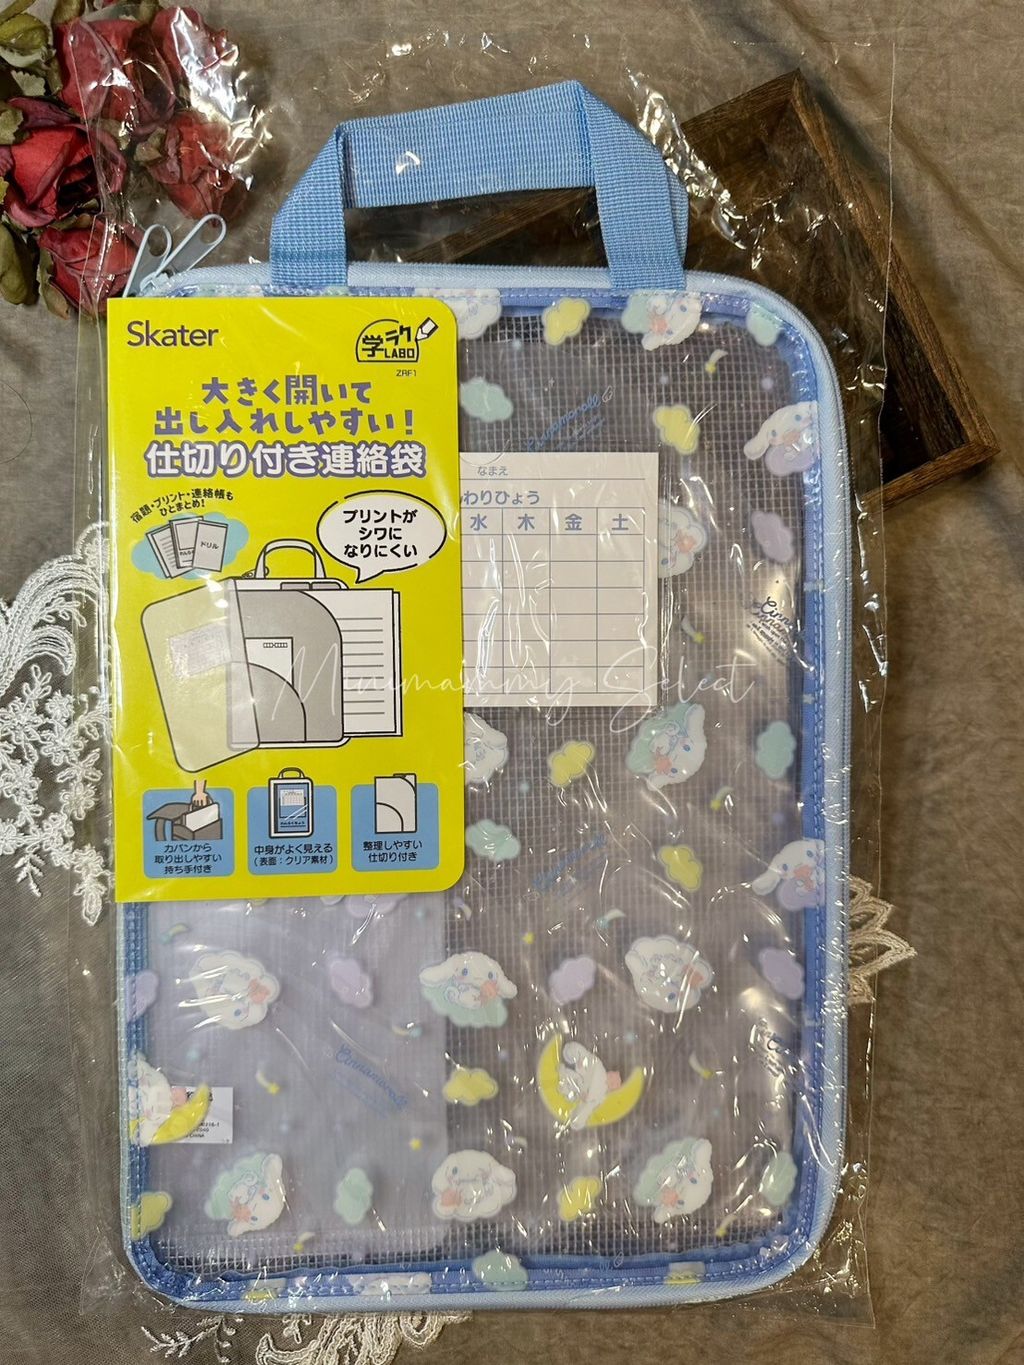 Skater
学ラク
LABO
ZRF1
大きく開いて
出し入れしやすい！
仕切り付き連絡袋
宿題・プリント・連絡帳も
ひとまとめ！
ドリル
プリントが
シワに
なりにくい
カバンから
取り出しやすい
持ち手付き
中身がよく見える
(表面：クリア素材)
整理しやすい
仕切り付き
なまえ
わりひょう
水 木 金 土
Cinnamoroll
Minimammy Select
Cinnamoroll
CHINA